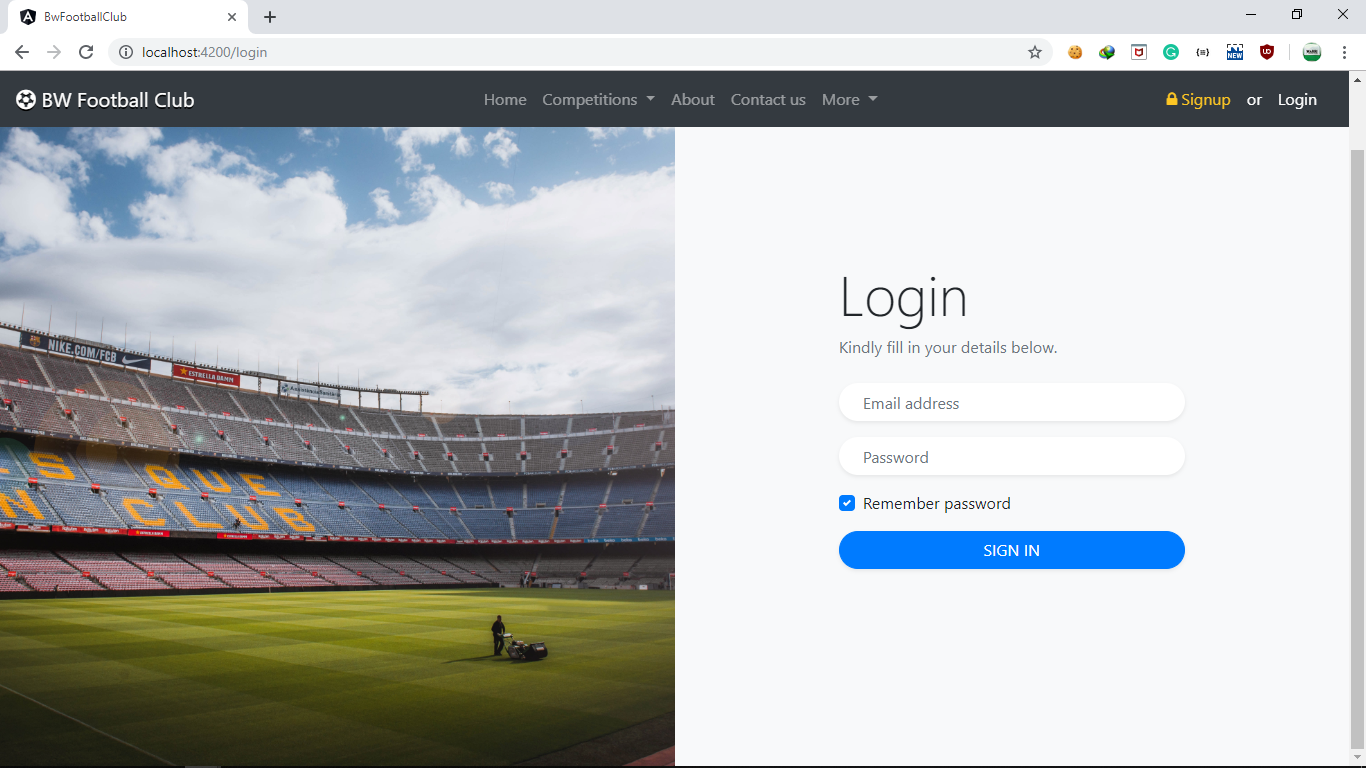 BwFootballClub
localhost:4200/login
NEW
BW Football Club
Home Competitions About Contact us More
Signup or Login
NIKE.COM/FCB
ESTRELLA DAMM
S QUE
N CLUB
Login
Kindly fill in your details below.
Email address
Password
Remember password
SIGN IN